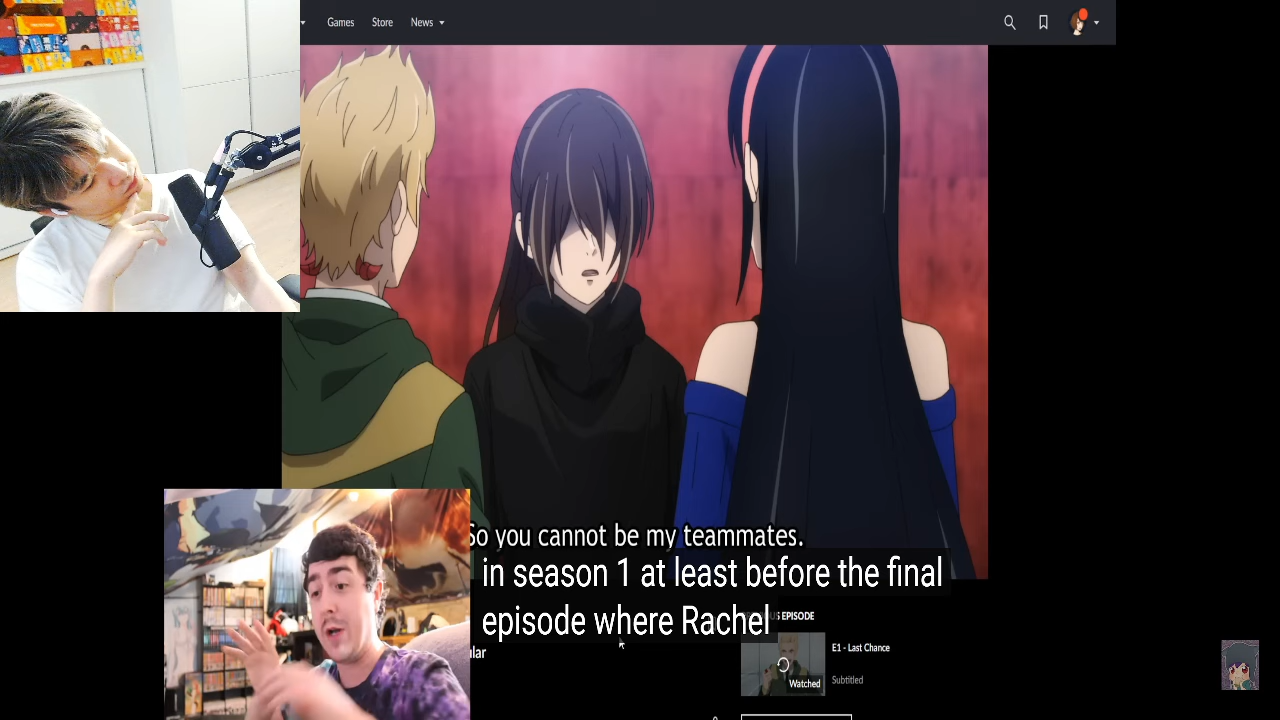 Games Store News
So you cannot be my teammates.
in season 1 at least before the final
episode where Rachel
S EPISODE
E1 - Last Chance
Watched
Subtitled